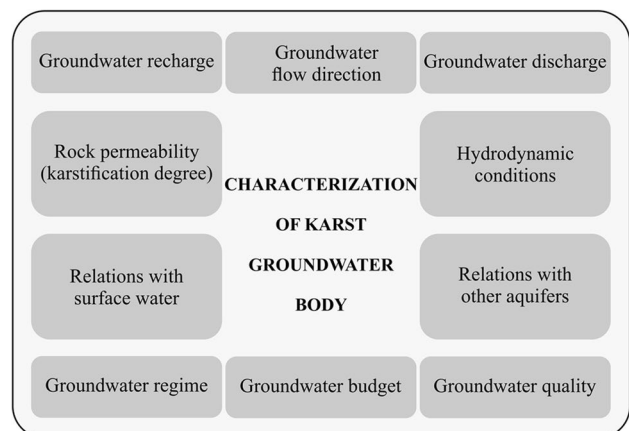 Groundwater recharge
Groundwater
flow direction
Groundwater discharge
Rock permeability
(karstification degree)
Hydrodynamic
conditions
CHARACTERIZATION
OF KARST
GROUNDWATER
BODY
Relations with
surface water
Relations with
other aquifers
Groundwater regime
Groundwater budget
Groundwater quality